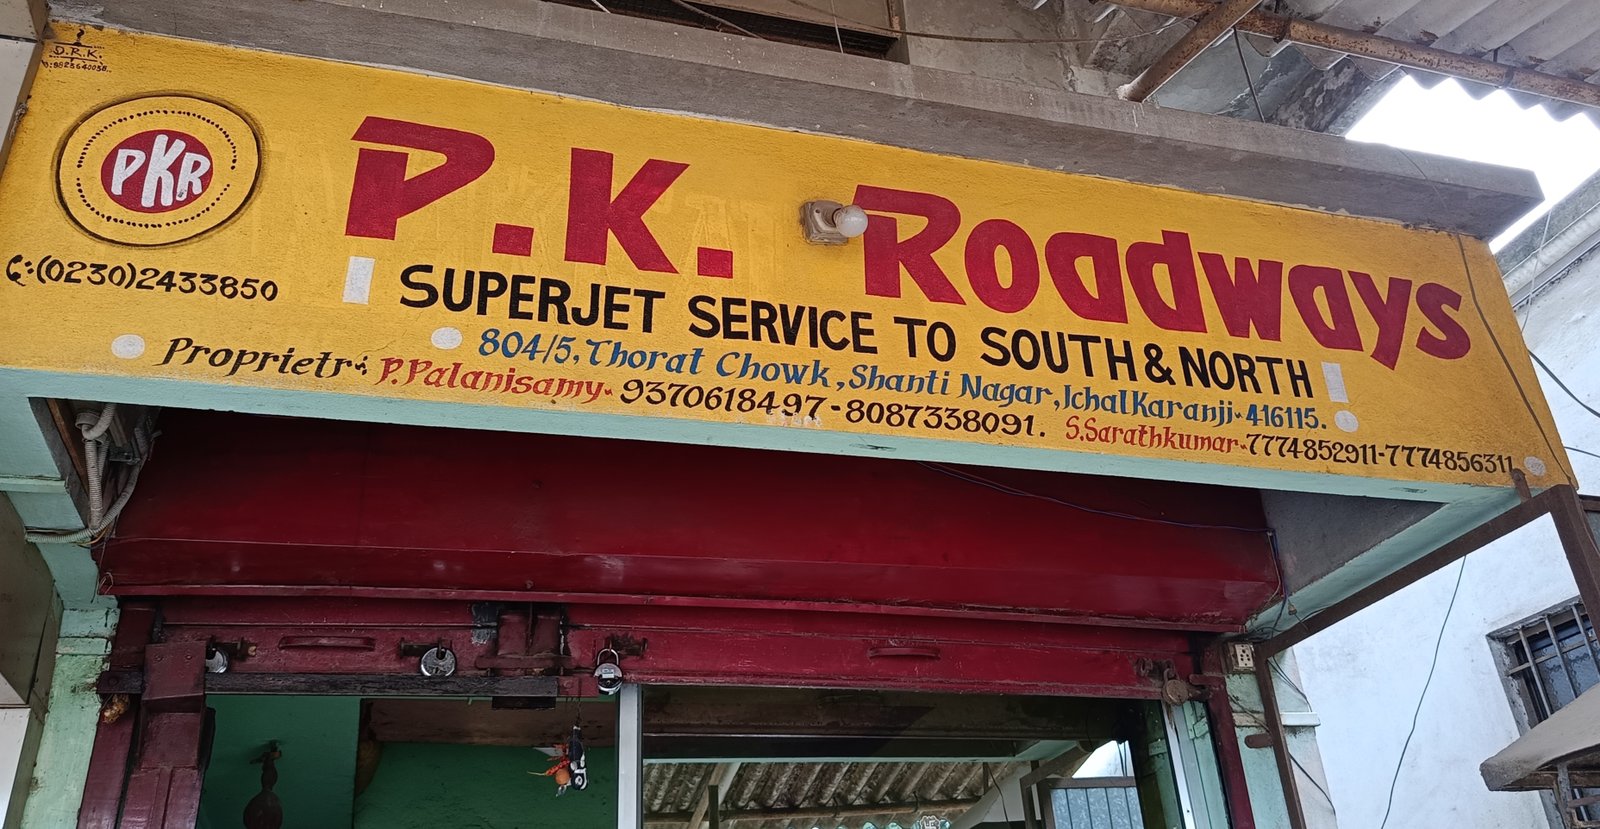 D.R.K.
PKR
P.K. Roadways
✆:(0230)2433850
SUPERJET SERVICE TO SOUTH & NORTH
804/5, Thorat Chowk, Shanti Nagar, Ichalkaranji-416115.
Proprietr: P.Palanisamy-9370618497-8087338091. S.Sarathkumar-7774852911-7774856311